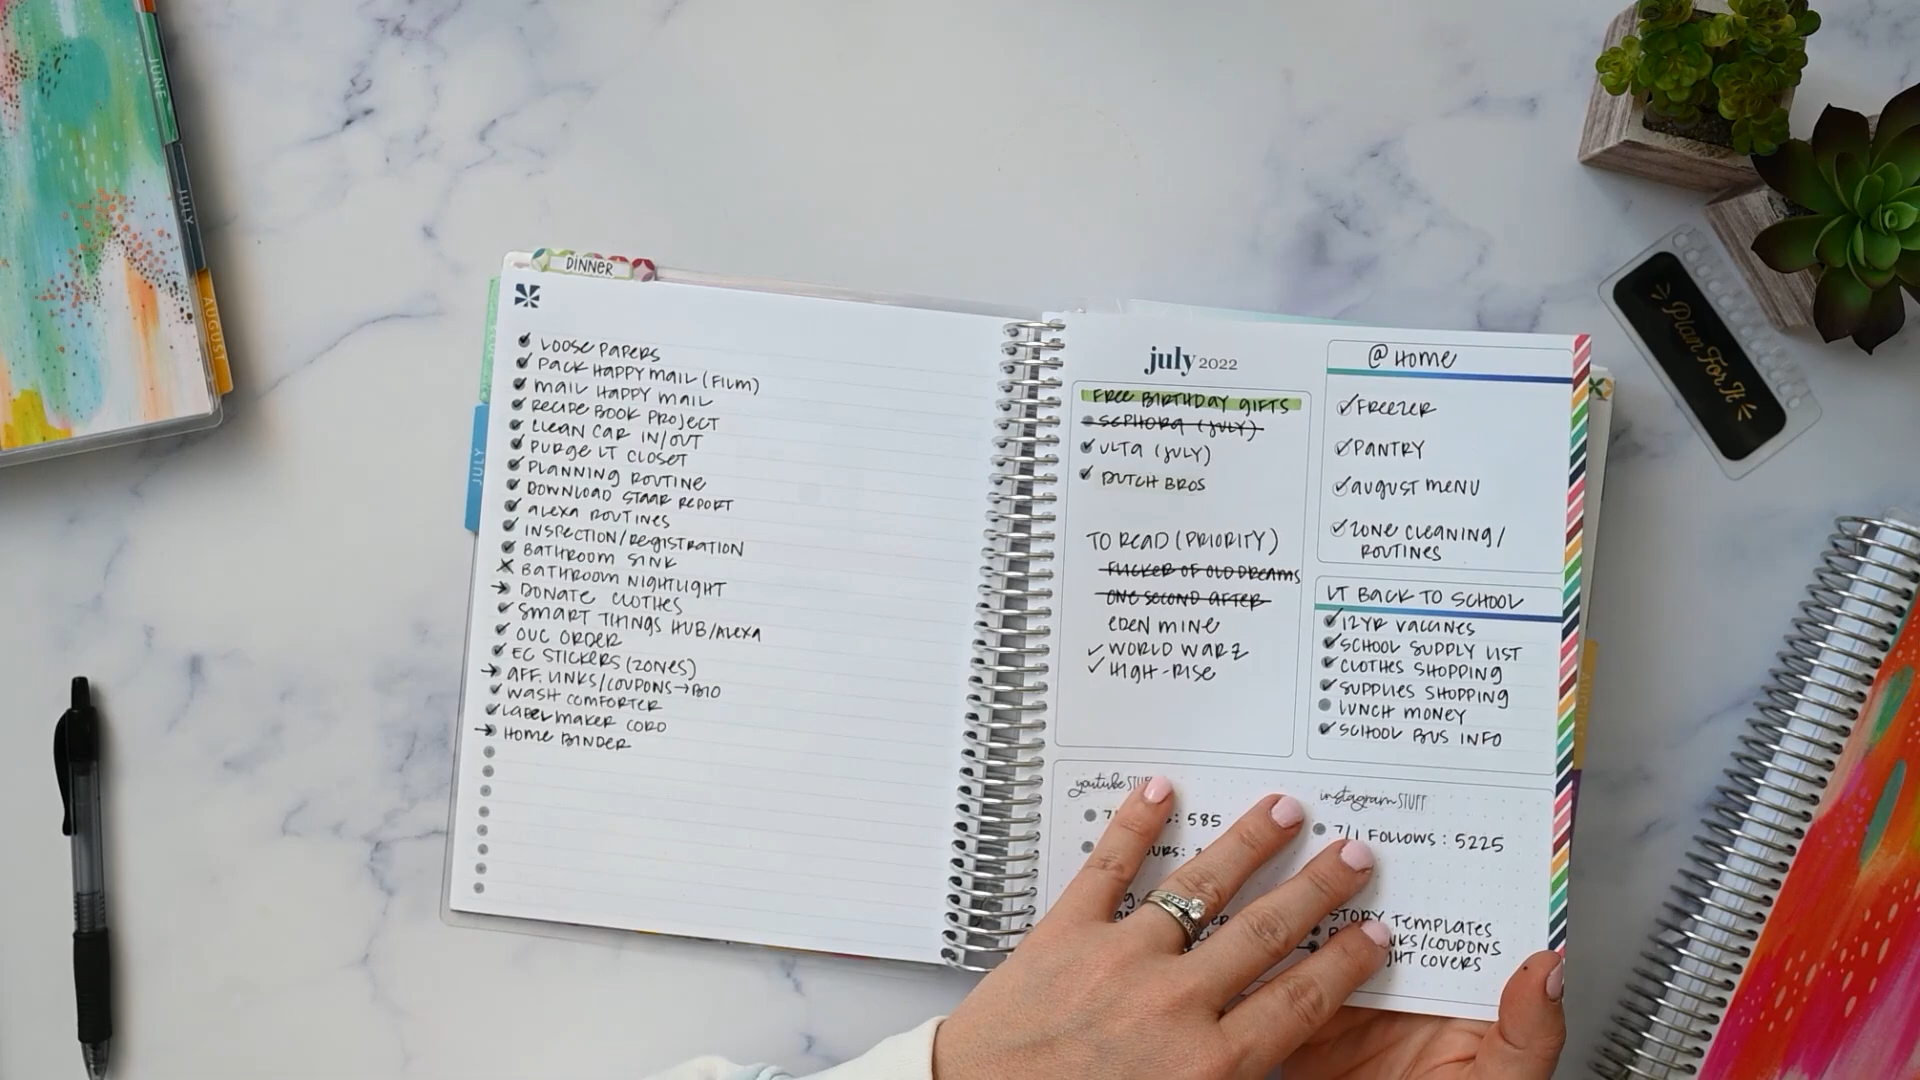 JUNE
JULY
AUGUST
DINNER
LOOSE PAPERS
PACK HAPPY MAIL (FILM)
MAIL HAPPY MAIL
RECIPE BOOK PROJECT
CLEAN CAR IN/OUT
PURGE LT CLOSET
PLANNING ROUTINE
DOWNLOAD STAAR REPORT
ALEXA ROUTINES
INSPECTION/REGISTRATION
BATHROOM SINK
BATHROOM NIGHTLIGHT
DONATE CLOTHES
SMART THINGS HUB/ALEXA
OUC ORDER
EC STICKERS (ZONES)
AFF. LINKS/COUPONS→BIO
WASH COMFORTER
LABEL MAKER CORD
HOME BINDER
JULY
july 2022
FREE BIRTHDAY GIFTS
SEPHORA (JULY)
ULTA (JULY)
DUTCH BROS
TO READ (PRIORITY)
OF OLD DREAMS
ONE SECOND AFTER
EDEN MINE
WORLD WAR Z
HIGH-RISE
@ HOME
FREEZER
PANTRY
AUGUST MENU
ZONE CLEANING/
ROUTINES
LT BACK TO SCHOOL
12YR VACCINES
SCHOOL SUPPLY LIST
CLOTHES SHOPPING
SUPPLIES SHOPPING
LUNCH MONEY
SCHOOL BUS INFO
youtube
: 585
instagram STUFF
7/1 FOLLOWS: 5225
STORY TEMPLATES
/COUPONS
COVERS
Plan For It